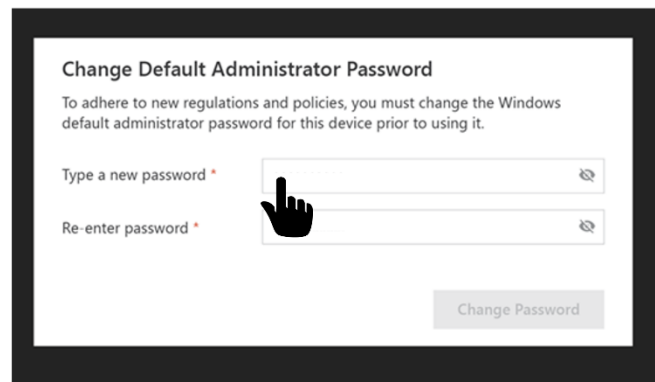 Change Default Administrator Password
To adhere to new regulations and policies, you must change the Windows
default administrator password for this device prior to using it.
Type a new password *
Re-enter password *
Change Password